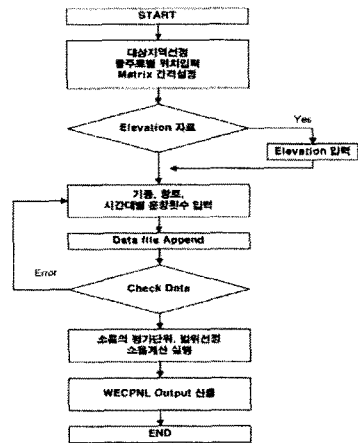 START
대상지역선정
활주로별 위치입력
Matrix 간격설정
Elevation 자료
Yes
Elevation 입력
기종, 항로,
시간대별 운항횟수 입력
Data file Append
Error
Check Data
소음의 평가단위, 범위선정
소음계산 실행
WECPNL Output 산출
END